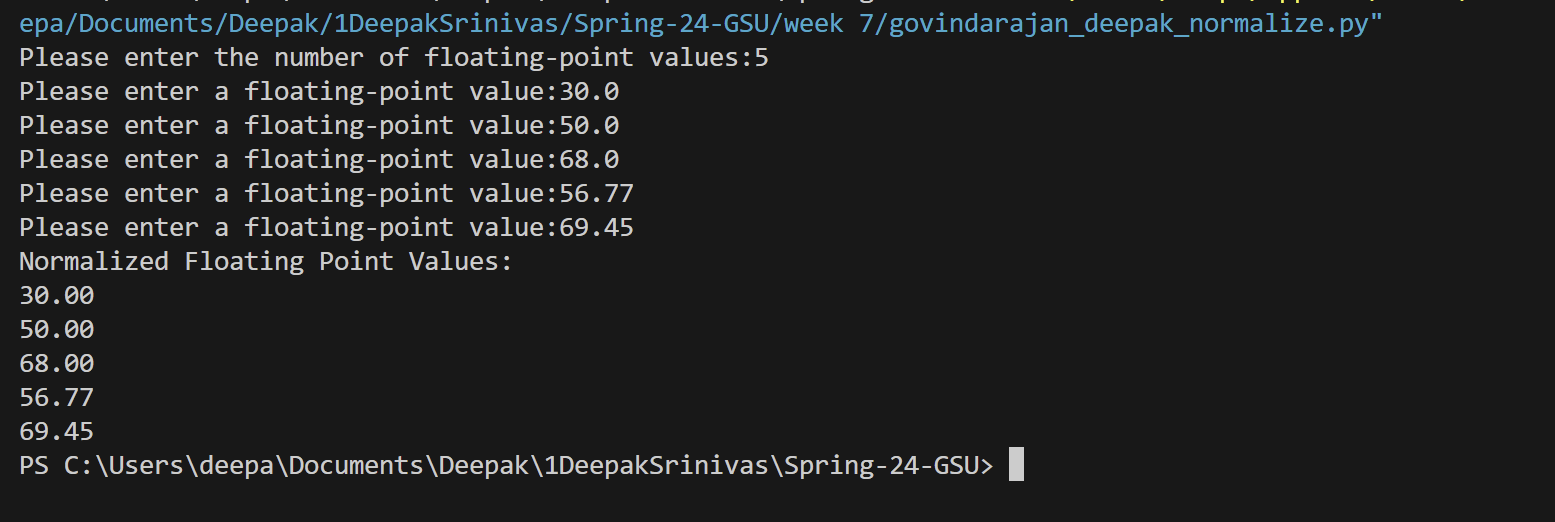 epa/Documents/Deepak/1DeepakSrinivas/Spring-24-GSU/week 7/govindarajan_deepak_normalize.py"
Please enter the number of floating-point values:5
Please enter a floating-point value:30.0
Please enter a floating-point value:50.0
Please enter a floating-point value:68.0
Please enter a floating-point value:56.77
Please enter a floating-point value:69.45
Normalized Floating Point Values:
30.00
50.00
68.00
56.77
69.45
PS C:\Users\deepa\Documents\Deepak\1DeepakSrinivas\Spring-24-GSU>